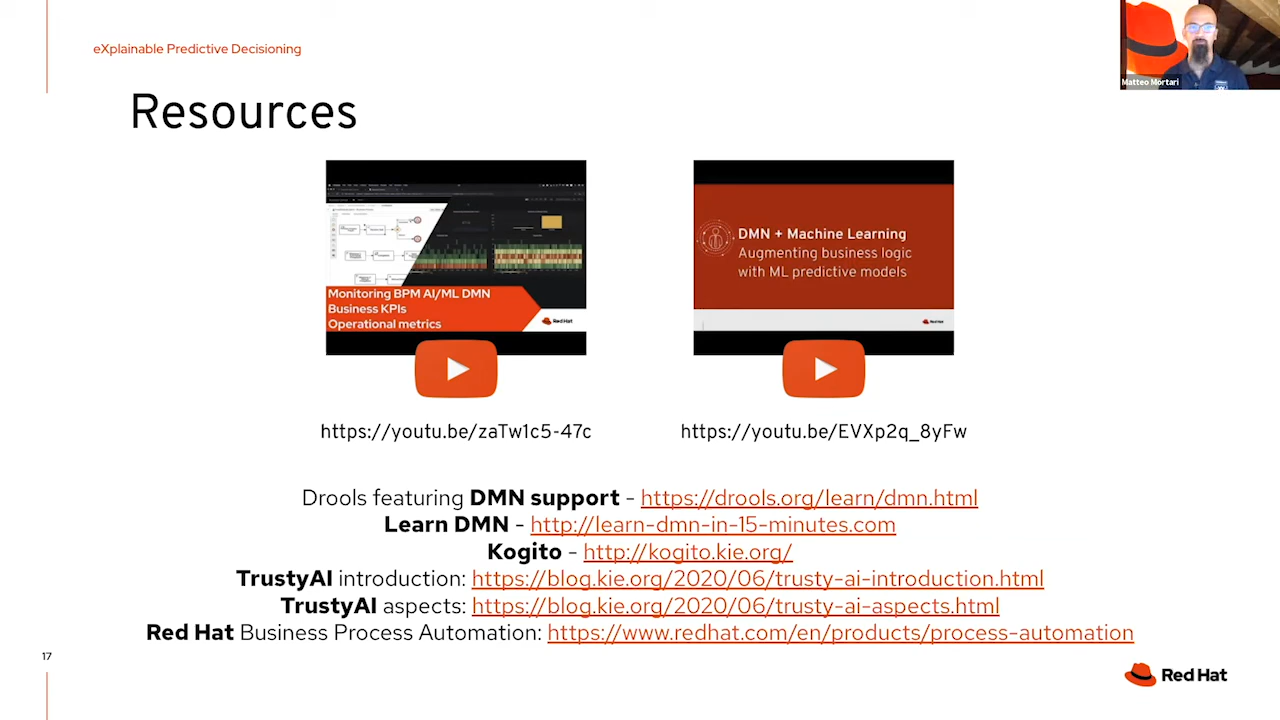 eXplainable Predictive Decisioning
Matteo Mortari
Resources
Monitoring BPM AI/ML DMN
Business KPIs
Operational metrics
Red Hat
DMN + Machine Learning
Augmenting business logic
with ML predictive models
Red Hat
https://youtu.be/zaTw1c5-47c
https://youtu.be/EVXp2q_8yFw
Drools featuring DMN support - https://drools.org/learn/dmn.html
Learn DMN - http://learn-dmn-in-15-minutes.com
Kogito - http://kogito.kie.org/
TrustyAI introduction: https://blog.kie.org/2020/06/trusty-ai-introduction.html
TrustyAI aspects: https://blog.kie.org/2020/06/trusty-ai-aspects.html
Red Hat Business Process Automation: https://www.redhat.com/en/products/process-automation
17
Red Hat